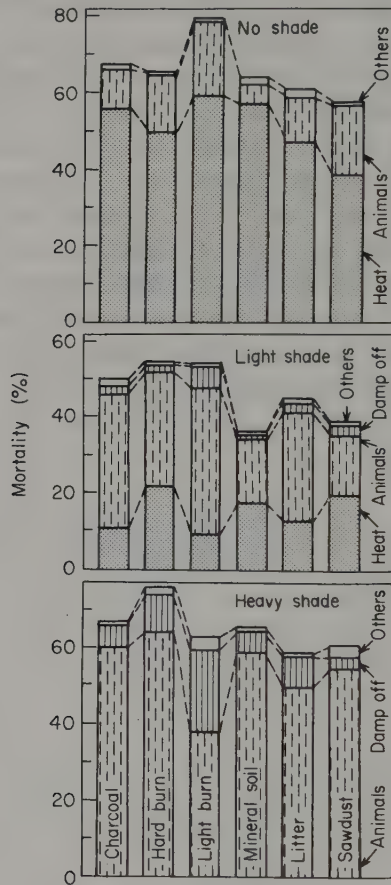 Mortality (%)
80
60
40
20
0
No shade
Others
Animals
Heat
60
40
20
0
Light shade
Others
Damp off
Animals
Heat
60
40
20
0
Heavy shade
Others
Damp off
Animals
Charcoal
Hard burn
Light burn
Mineral soil
Litter
Sawdust